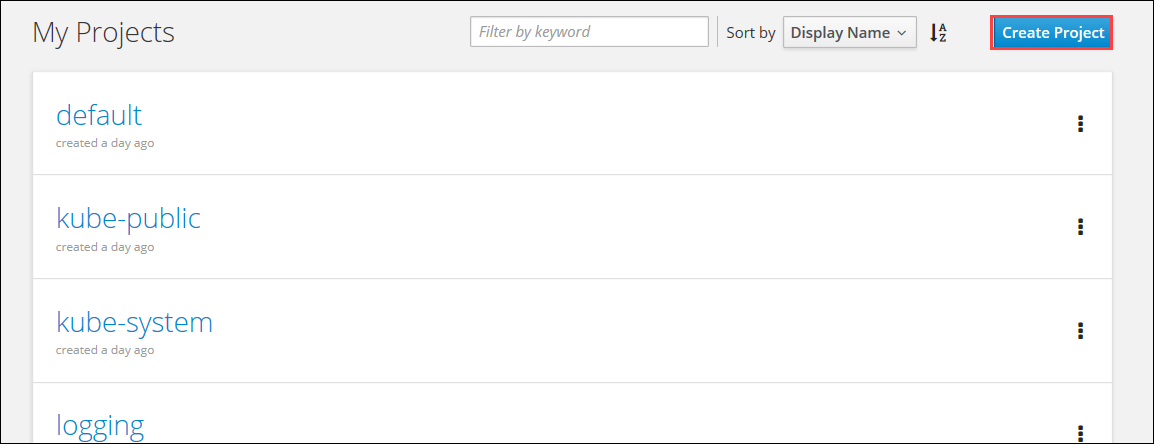 My Projects
Filter by keyword
Sort by
Display Name
Create Project
default
created a day ago
kube-public
created a day ago
kube-system
created a day ago
logging